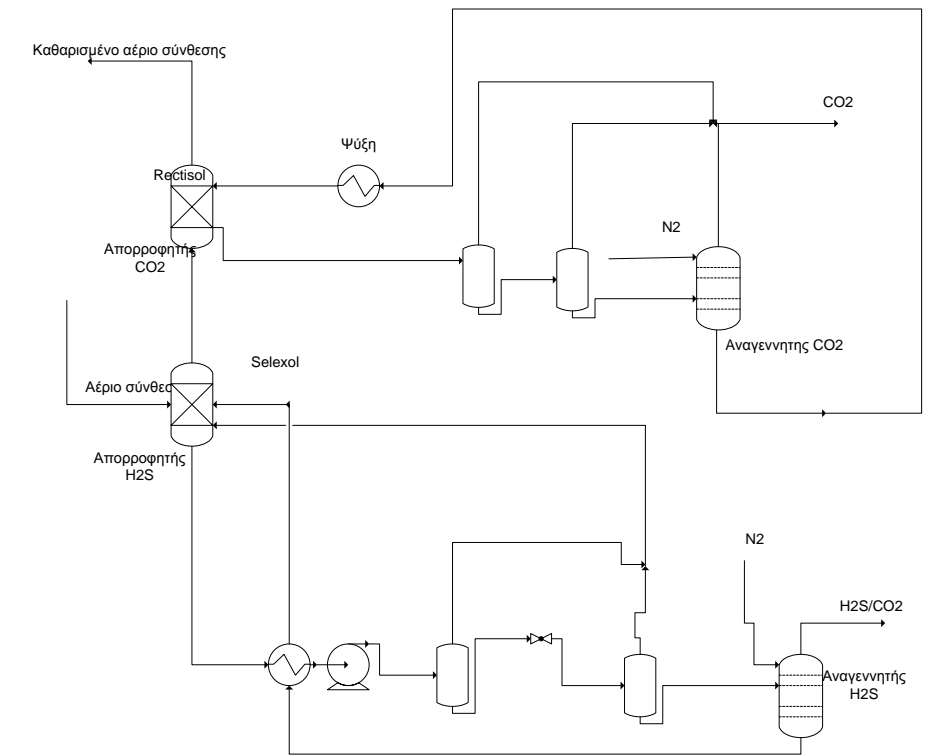 Καθαρισμένο αέριο σύνθεσης
CO2
Ψύξη
Rectisol
N2
Απορροφητής
CO2
Αναγεννητης CO2
Selexol
Αέριο σύνθεσ
Απορροφητής
H2S
N2
H2S/CO2
Αναγεννητής
H2S